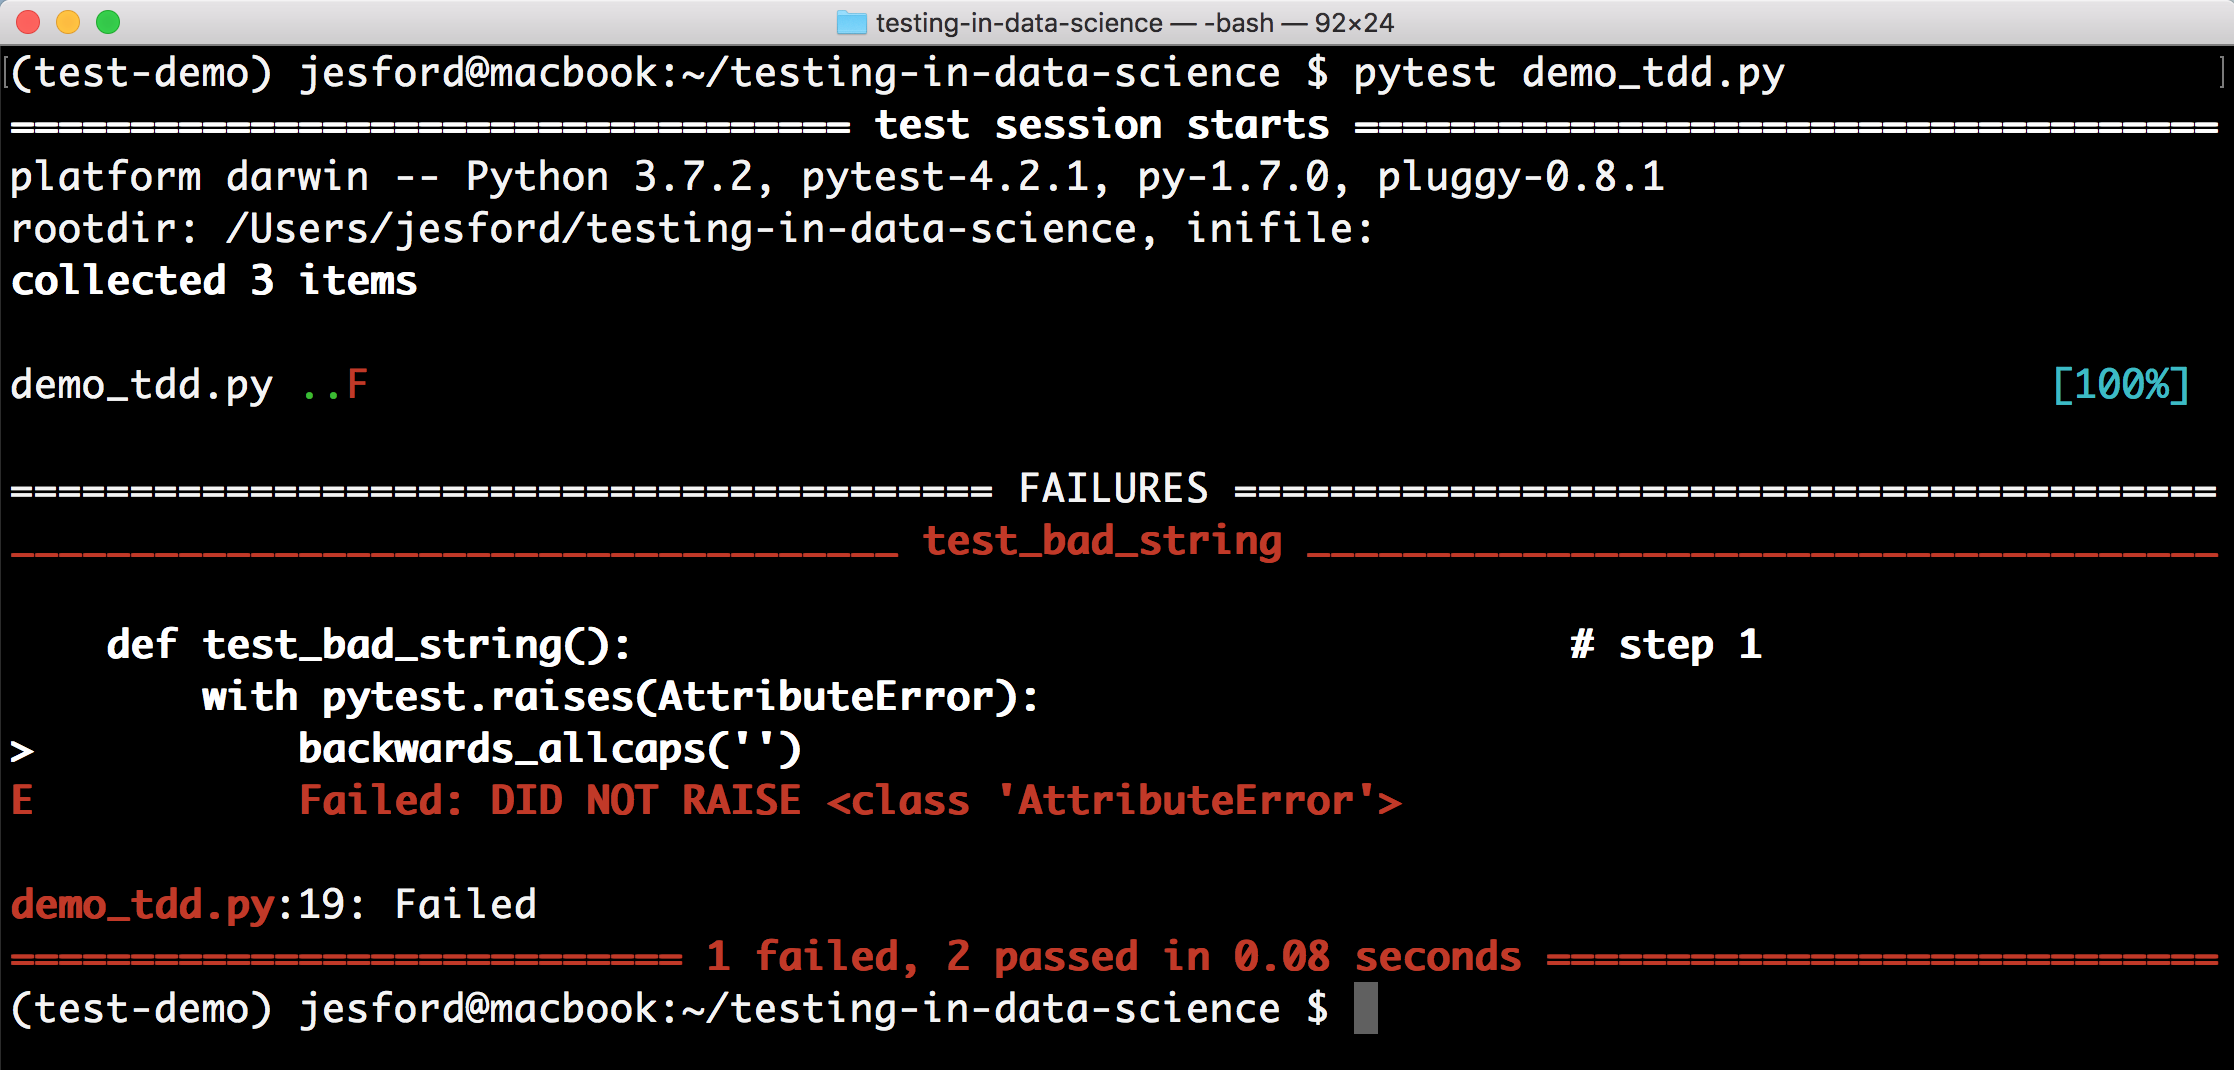 testing-in-data-science — -bash — 92×24
(test-demo) jesford@macbook:~/testing-in-data-science $ pytest demo_tdd.py
=================================== test session starts ====================================
platform darwin -- Python 3.7.2, pytest-4.2.1, py-1.7.0, pluggy-0.8.1
rootdir: /Users/jesford/testing-in-data-science, inifile:
collected 3 items
demo_tdd.py ..F [100%]
========================================= FAILURES =========================================
_____________________________________ test_bad_string ______________________________________
    def test_bad_string():                                       # step 1
        with pytest.raises(AttributeError):
>           backwards_allcaps('')
E           Failed: DID NOT RAISE <class 'AttributeError'>
demo_tdd.py:19: Failed
============================ 1 failed, 2 passed in 0.08 seconds ============================
(test-demo) jesford@macbook:~/testing-in-data-science $